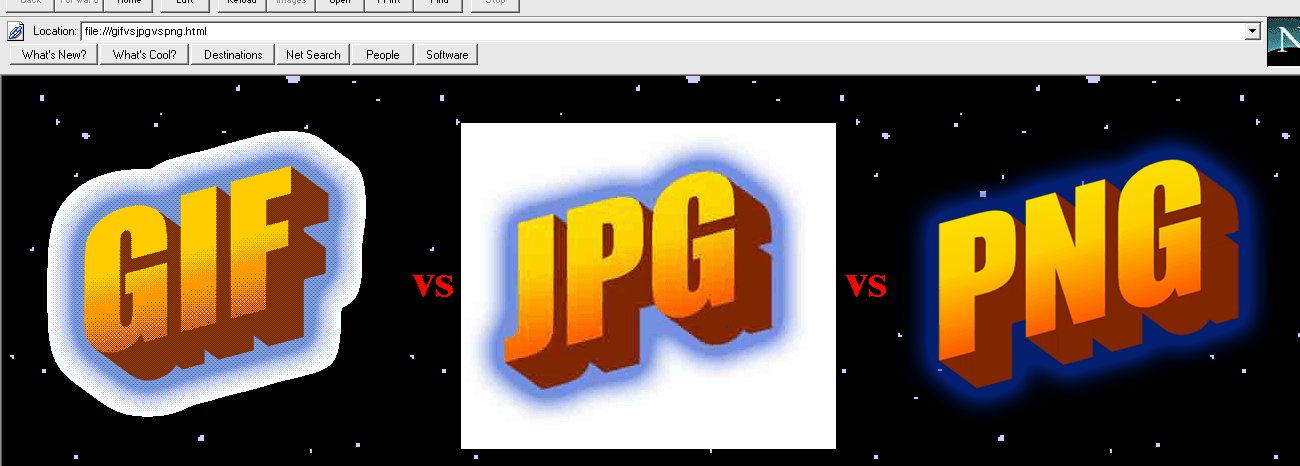 Back Forward Home Edit Reload Images Open Print Find Stop
Location: file:///gifvsjpgvspng.html
N
What's New? What's Cool? Destinations Net Search People Software
GIF vs JPG vs PNG